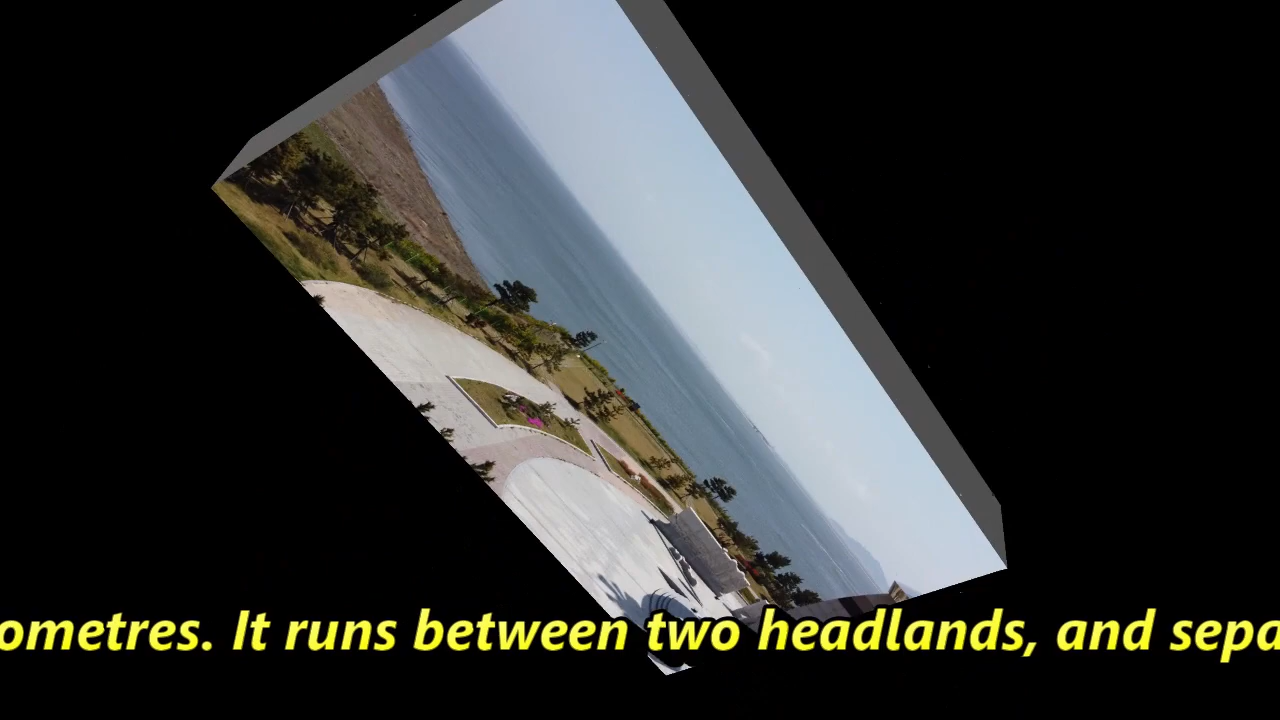 ometres. It runs between two headlands, and sepa